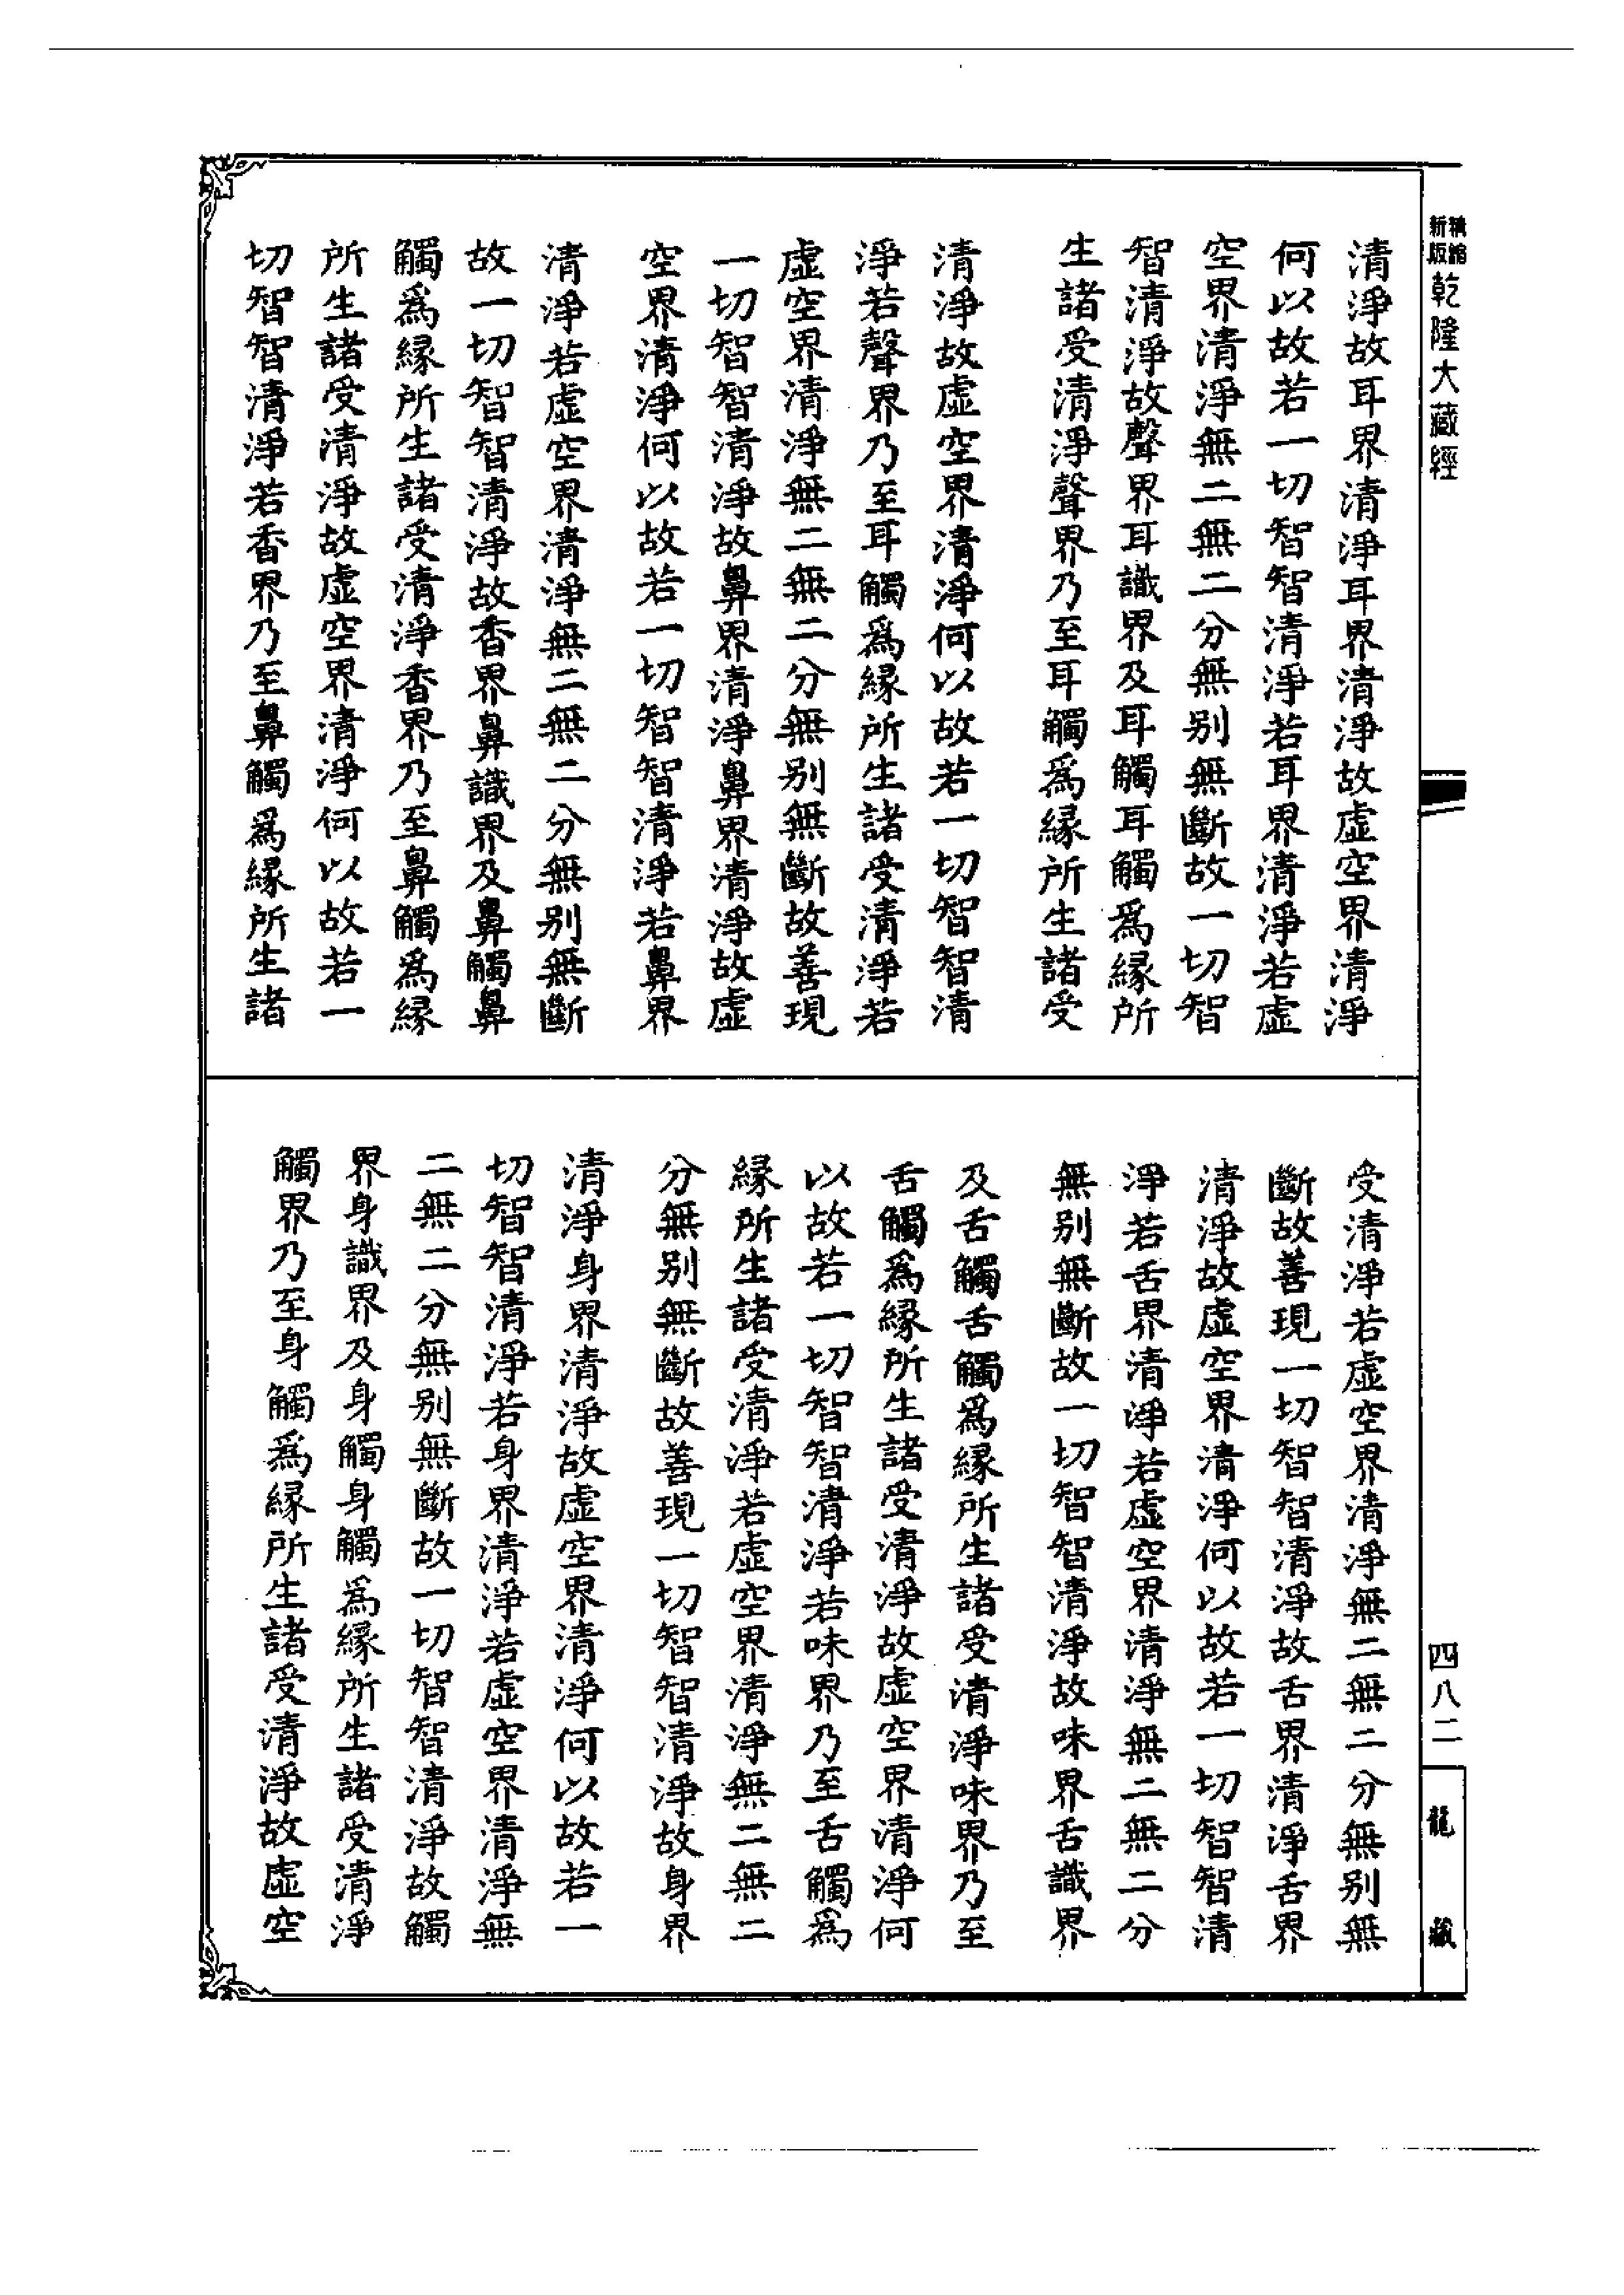 精縮新版乾隆大藏經
清淨故耳界清淨耳界清淨故虛空界清淨
何以故若一切智智清淨若耳界清淨若虛
空界清淨無二無二分無别無斷故一切智
智清淨故聲界耳識界及耳觸耳觸爲緣所
生諸受清淨聲界乃至耳觸爲緣所生諸受
清淨故虛空界清淨何以故若一切智智清
淨若聲界乃至耳觸爲緣所生諸受清淨若
虛空界清淨無二無二分無别無斷故善現
一切智智清淨故鼻界清淨鼻界清淨故虛
空界清淨何以故若一切智智清淨若鼻界
清淨若虛空界清淨無二無二分無别無斷
故一切智智清淨故香界鼻識界及鼻觸鼻
觸爲緣所生諸受清淨香界乃至鼻觸爲緣
所生諸受清淨故虛空界清淨何以故若一
切智智清淨若香界乃至鼻觸爲緣所生諸
受清淨若虛空界清淨無二無二分無别無
斷故善現一切智智清淨故舌界清淨舌界
清淨故虛空界清淨何以故若一切智智清
淨若舌界清淨若虛空界清淨無二無二分
無别無斷故一切智智清淨故味界舌識界
及舌觸舌觸爲緣所生諸受清淨味界乃至
舌觸爲緣所生諸受清淨故虛空界清淨何
以故若一切智智清淨若味界乃至舌觸爲
緣所生諸受清淨若虛空界清淨無二無二
分無别無斷故善現一切智智清淨故身界
清淨身界清淨故虛空界清淨何以故若一
切智智清淨若身界清淨若虛空界清淨無
二無二分無别無斷故一切智智清淨故觸
界身識界及身觸身觸爲緣所生諸受清淨
觸界乃至身觸爲緣所生諸受清淨故虛空
四八二
龍藏